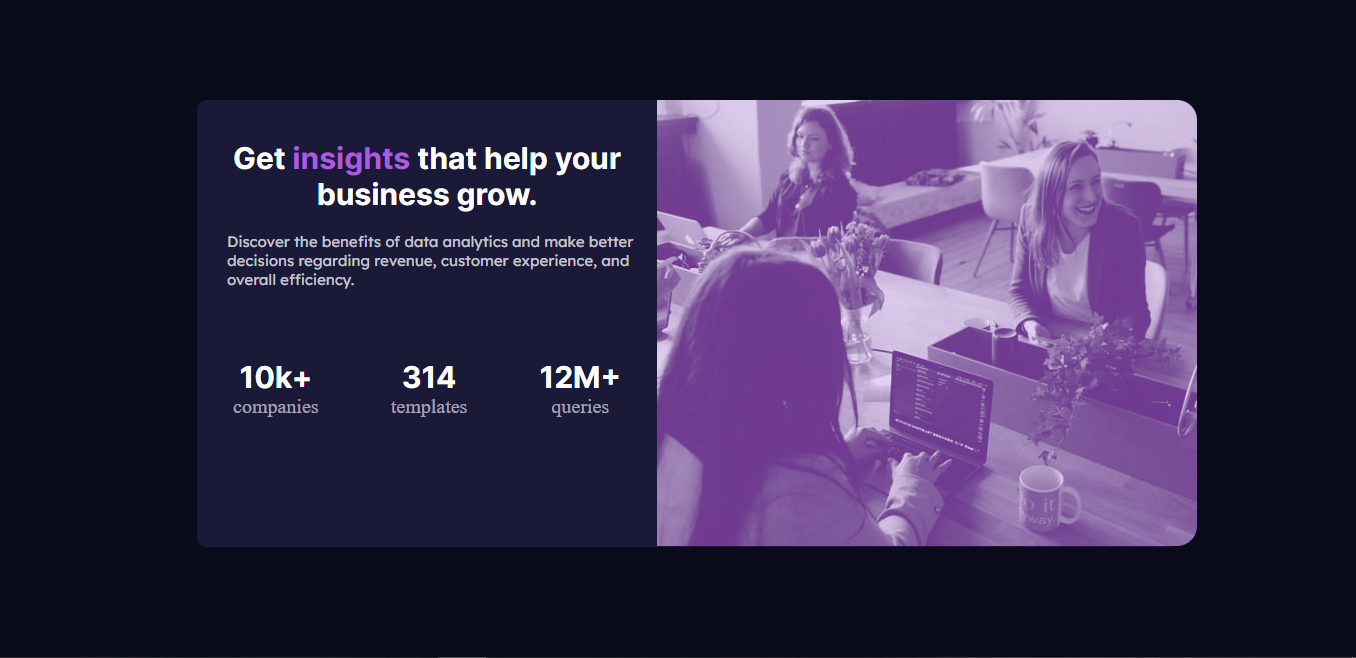 Get insights that help your
business grow.
Discover the benefits of data analytics and make better
decisions regarding revenue, customer experience, and
overall efficiency.
10k+ 314 12M+
companies templates queries